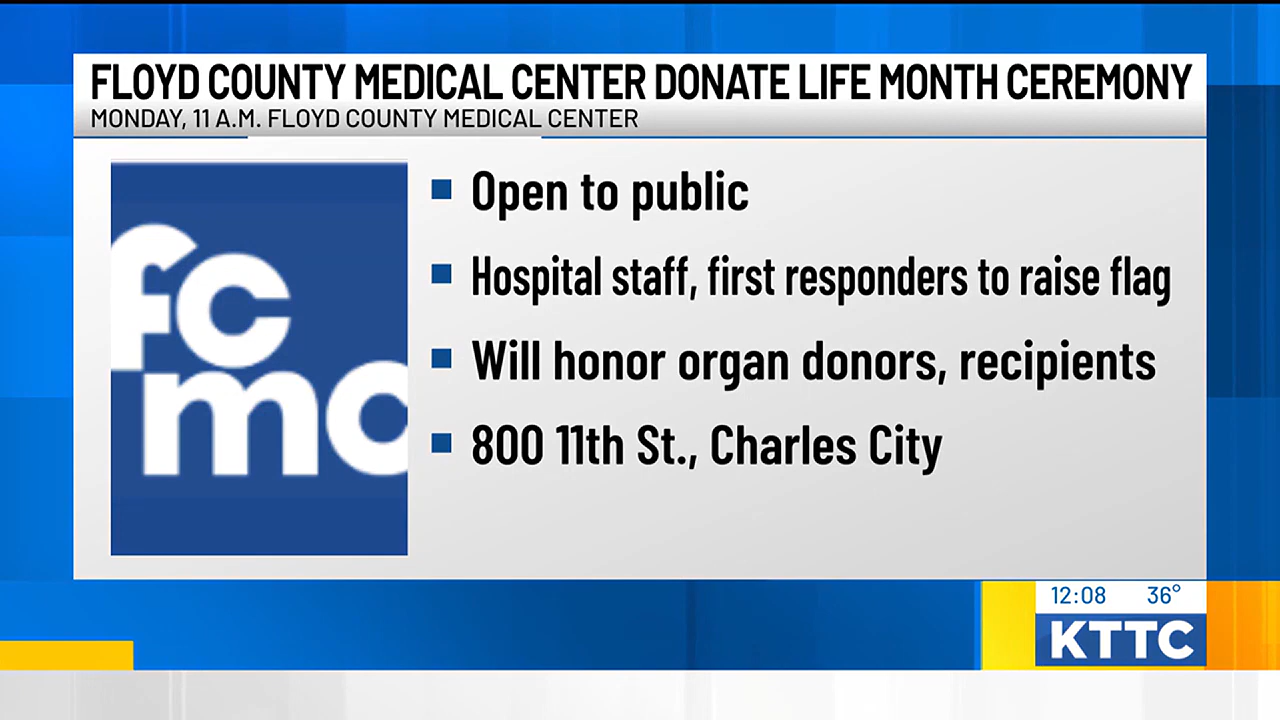 FLOYD COUNTY MEDICAL CENTER DONATE LIFE MONTH CEREMONY
MONDAY, 11 A.M. FLOYD COUNTY MEDICAL CENTER
fc
mc
Open to public
Hospital staff, first responders to raise flag
Will honor organ donors, recipients
800 11th St., Charles City
12:08 36°
KTTC